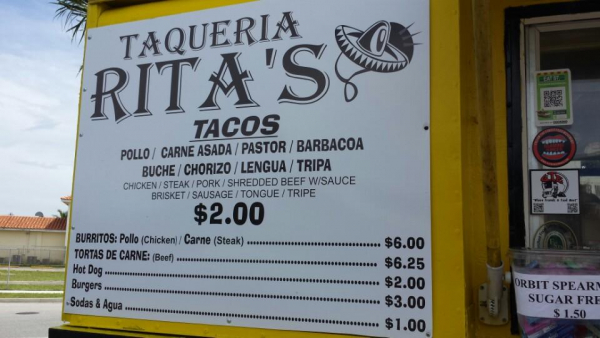 TAQUERIA
RITA'S
TACOS
POLLO / CARNE ASADA / PASTOR / BARBACOA
BUCHE / CHORIZO / LENGUA / TRIPA
CHICKEN / STEAK / PORK / SHREDDED BEEF W/SAUCE
BRISKET / SAUSAGE / TONGUE / TRIPE
$2.00
BURRITOS: Pollo (Chicken) / Carne (Steak) $6.00
TORTAS DE CARNE: (Beef) $6.25
Hot Dog $2.00
Burgers $3.00
Sodas & Agua $1.00
ORBIT SPEARM
SUGAR FRE
$ 1.50